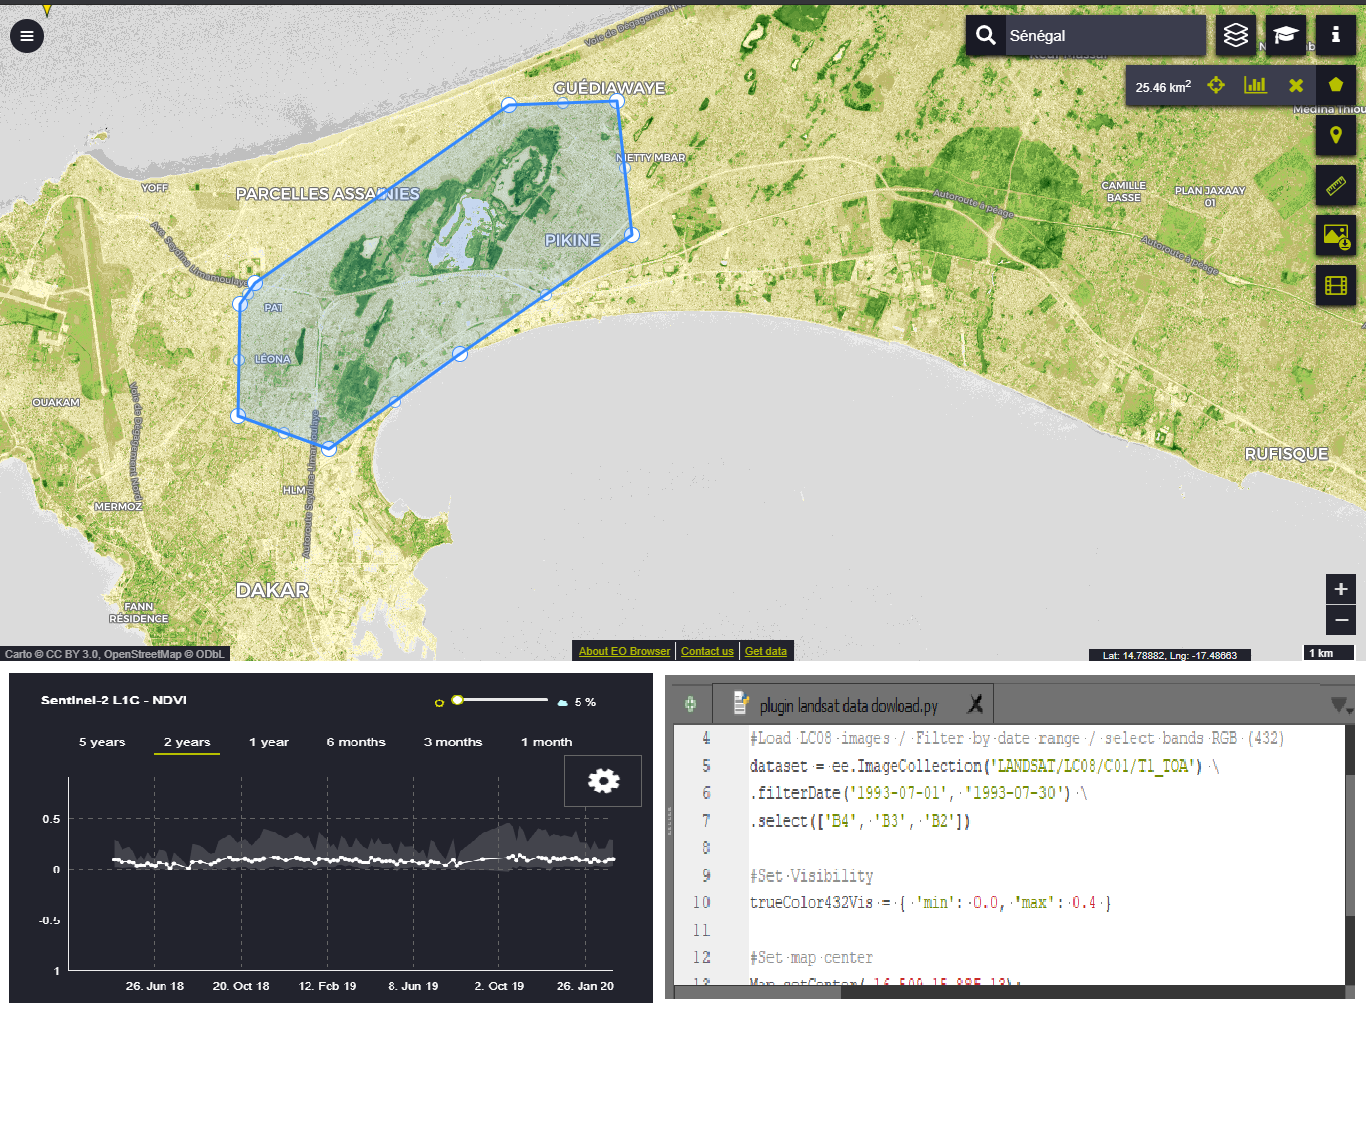 Voie de Dégagement N
Sénégal
GUÉDIAWAYE
25.46 km²
Médina Thiou
NIETTY MBAR
YOFF
PARCELLES ASSAINIES
CAMILLE
BASSE
PLAN JAXAAY
01
Autoroute à péage
PIKINE
Autoroute à péage
Ave. Seydina Limamoulaye
PAT
LÉONA
OUAKAM
Voie de Dégagement Nord
Autoroute Seydina-Limamoulaye
RUFISQUE
HLM
MERMOZ
DAKAR
FANN
RÉSIDENCE
+
−
Carto © CC BY 3.0, OpenStreetMap © ODbL
About EO Browser | Contact us | Get data
Lat: 14.78882, Lng: -17.48663
1 km
Sentinel-2 L1C - NDVI
5 %
5 years 2 years 1 year 6 months 3 months 1 month
0.5
0
-0.5
1
26. Jun 18 20. Oct 18 12. Feb 19 8. Jun 19 2. Oct 19 26. Jan 20
plugin landsat data dowload.py
4 #Load LC08 images / Filter by date range / select bands RGB (432)
5 dataset = ee.ImageCollection('LANDSAT/LC08/C01/T1_TOA') \
6 .filterDate('1993-07-01', '1993-07-30') \
7 .select(['B4', 'B3', 'B2'])
8
9 #Set Visibility
10 trueColor432Vis = { 'min': 0.0, 'max': 0.4 }
11
12 #Set map center